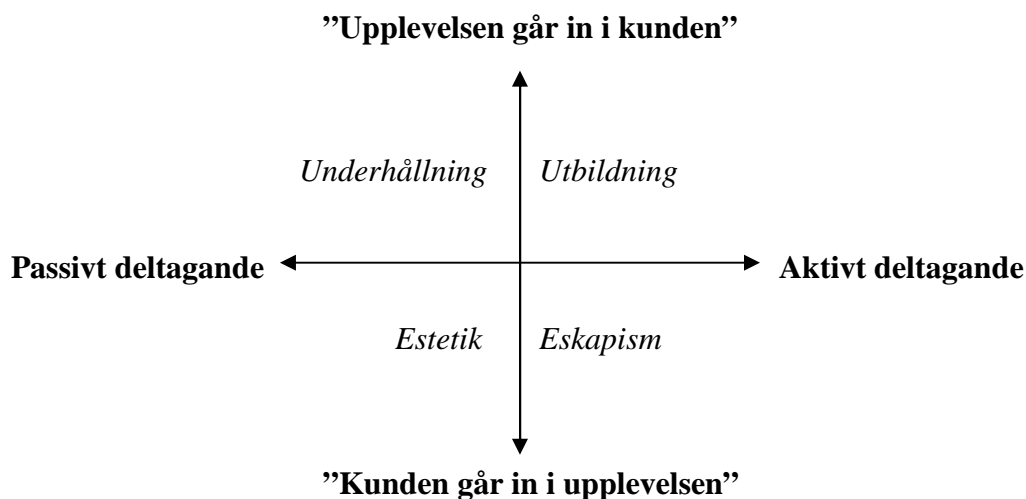 ”Upplevelsen går in i kunden”
Underhållning Utbildning
Passivt deltagande Aktivt deltagande
Estetik Eskapism
”Kunden går in i upplevelsen”